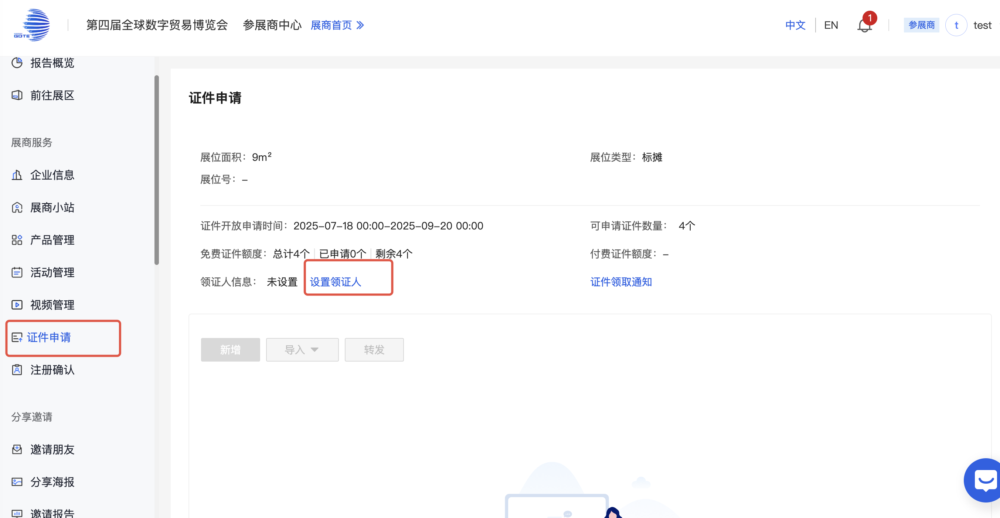 GDTE
第四届全球数字贸易博览会 参展商中心 展商首页
中文 EN 1 参展商 t test
报告概览
前往展区
展商服务
企业信息
展商小站
产品管理
活动管理
视频管理
证件申请
注册确认
分享邀请
邀请朋友
分享海报
邀请报告
证件申请
展位面积：9m²
展位类型：标摊
展位号：–
证件开放申请时间：2025-07-18 00:00-2025-09-20 00:00
可申请证件数量： 4个
免费证件额度：总计4个 已申请0个 剩余4个
付费证件额度：–
领证人信息： 未设置 设置领证人
证件领取通知
新增 导入 转发